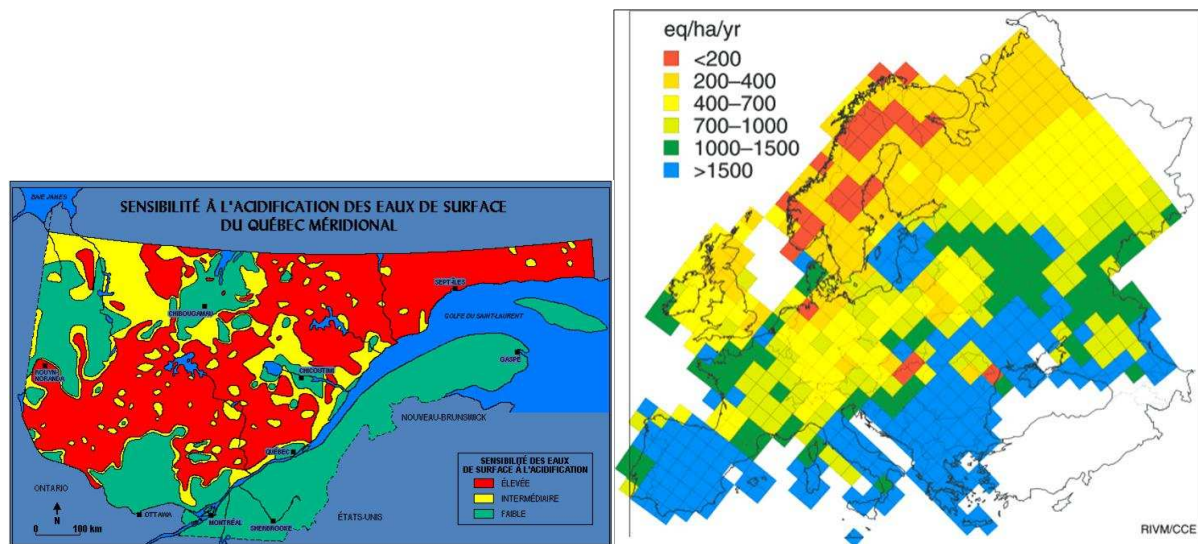 BAIE JAMES
SENSIBILITÉ À L'ACIDIFICATION DES EAUX DE SURFACE
DU QUÉBEC MÉRIDIONAL
SEPT-ÎLES
GOLFE DU SAINT-LAURENT
CHIBOUGAMAU
GASPÉ
ROUYN-
NORANDA
CHICOUTIMI
NOUVEAU-BRUNSWICK
QUÉBEC
ONTARIO
ÉTATS-UNIS
OTTAWA
MONTRÉAL
SHERBROOKE
N
0 100 km
SENSIBILITÉ DES EAUX
DE SURFACE À L'ACIDIFICATION
ÉLEVÉE
INTERMÉDIAIRE
FAIBLE
eq/ha/yr
<200
200–400
400–700
700–1000
1000–1500
>1500
RIVM/CCE